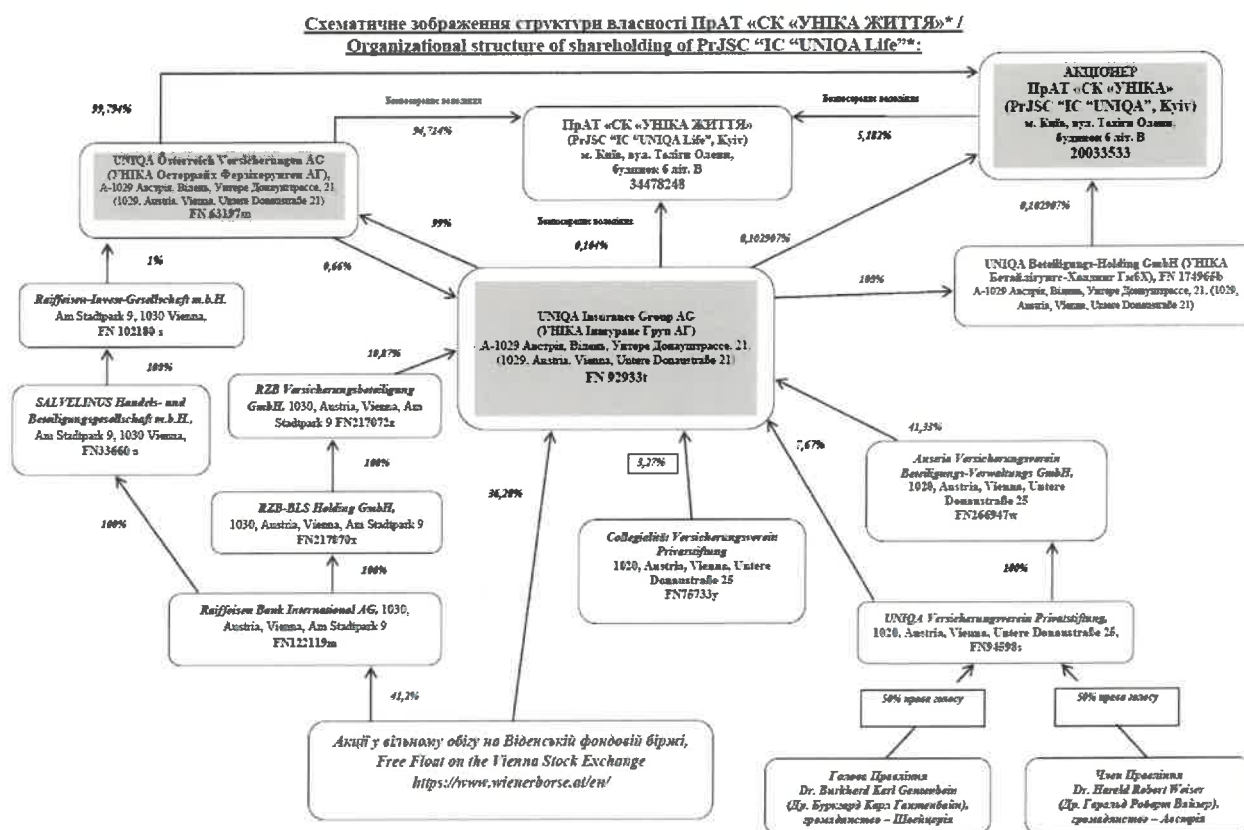 Схематичне зображення структури власності ПрАТ «СК «УНІКА ЖИТТЯ»* /
Organizational structure of shareholding of PrJSC “IC “UNIQA Life”*:
99,794%
Безпосереднє володіння
94,714%
ПрАТ «СК «УНІКА ЖИТТЯ»
(PrJSC “IC “UNIQA Life”, Kyiv)
м. Київ, вул. Теліги Олени,
будинок 6 літ. В
34478248
Безпосереднє володіння
5,182%
АКЦІОНЕР
ПрАТ «СК «УНІКА»
(PrJSC “IC “UNIQA”, Kyiv)
м. Київ, вул. Теліги Олени,
будинок 6 літ. В
20033533
UNIQA Österreich Versicherungen AG
(УНІКА Остеррайх Ферзіхерунген АГ),
А-1029 Австрія, Відень, Унтере Донауштрассе, 21.
(1029, Austria, Vienna, Untere Donaustraße 21)
FN 63197m
99%
0,66%
Безпосереднє володіння
0,104%
0,102907%
0,102907%
100%
UNIQA Beteiligungs-Holding GmbH (УНІКА
Бетайлігунгс-Холдинг ГмбХ), FN 174966b
А-1029 Австрія, Відень, Унтере Донауштрассе, 21. (1029,
Austria, Vienna, Untere Donaustraße 21)
1%
Raiffeisen-Invest-Gesellschaft m.b.H.
Am Stadtpark 9, 1030 Vienna,
FN 102180 s
100%
SALVELINUS Handels- und
Beteiligungsgesellschaft m.b.H.,
Am Stadtpark 9, 1030 Vienna,
FN33660 s
100%
UNIQA Insurance Group AG
(УНІКА Іншуранс Груп АГ)
А-1029 Австрія, Відень, Унтере Донауштрассе, 21.
(1029, Austria, Vienna, Untere Donaustraße 21)
FN 92933t
10,87%
RZB Versicherungsbeteiligung
GmbH, 1030, Austria, Vienna, Am
Stadtpark 9 FN217072z
100%
RZB-BLS Holding GmbH,
1030, Austria, Vienna, Am Stadtpark 9
FN217870x
100%
Raiffeisen Bank International AG, 1030,
Austria, Vienna, Am Stadtpark 9
FN122119m
41,2%
36,20%
Акції у вільному обігу на Віденській фондовій біржі,
Free Float on the Vienna Stock Exchange
https://www.wienerborse.at/en/
3,27%
Collegialität Versicherungsverein
Privatstiftung
1020, Austria, Vienna, Untere
Donaustraße 25
FN76733y
7,67%
41,33%
Austria Versicherungsverein
Beteiligungs-Verwaltungs GmbH,
1020, Austria, Vienna, Untere
Donaustraße 25
FN266947w
100%
UNIQA Versicherungsverein Privatstiftung,
1020, Austria, Vienna, Untere Donaustraße 25,
FN94598s
50% права голосу
50% права голосу
Голова Правління
Dr. Burkhard Karl Gantenbein
(Др. Буркгард Карл Гантенбайн),
громадянство – Швейцарія
Член Правління
Dr. Harald Robert Weiser
(Др. Гаральд Роберт Вайзер),
громадянство – Австрія